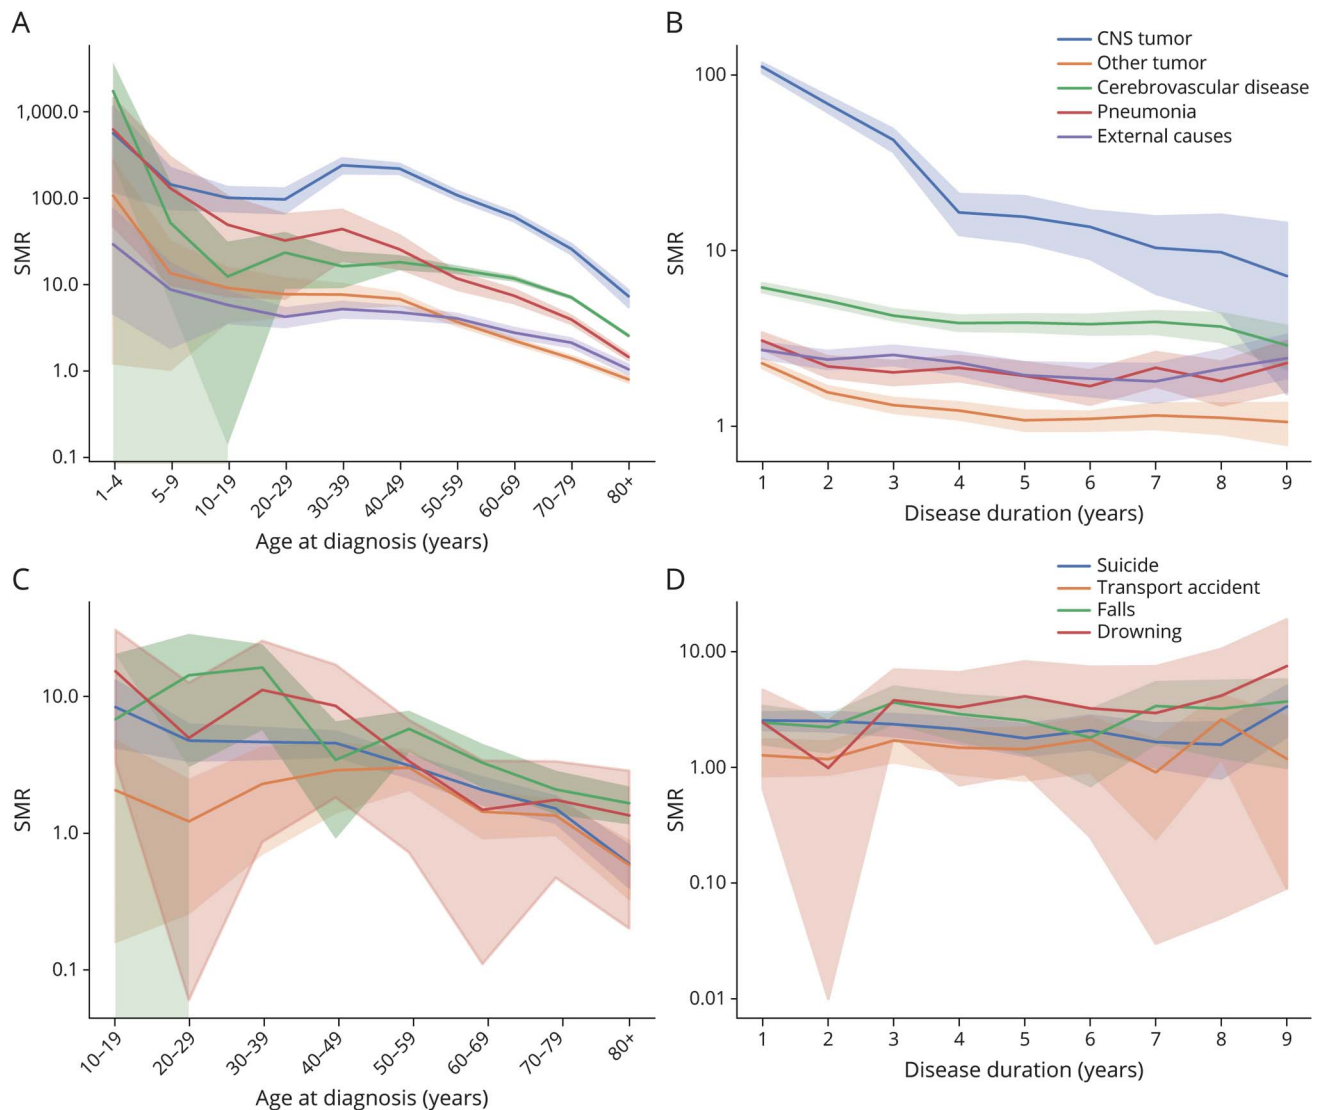 A
SMR
1,000.0
100.0
10.0
1.0
0.1
1–4
5–9
10–19
20–29
30–39
40–49
50–59
60–69
70–79
80+
Age at diagnosis (years)
B
CNS tumor
Other tumor
Cerebrovascular disease
Pneumonia
External causes
SMR
100
10
1
1 2 3 4 5 6 7 8 9
Disease duration (years)
C
SMR
10.0
1.0
0.1
10–19
20–29
30–39
40–49
50–59
60–69
70–79
80+
Age at diagnosis (years)
D
Suicide
Transport accident
Falls
Drowning
SMR
10.00
1.00
0.10
0.01
1 2 3 4 5 6 7 8 9
Disease duration (years)